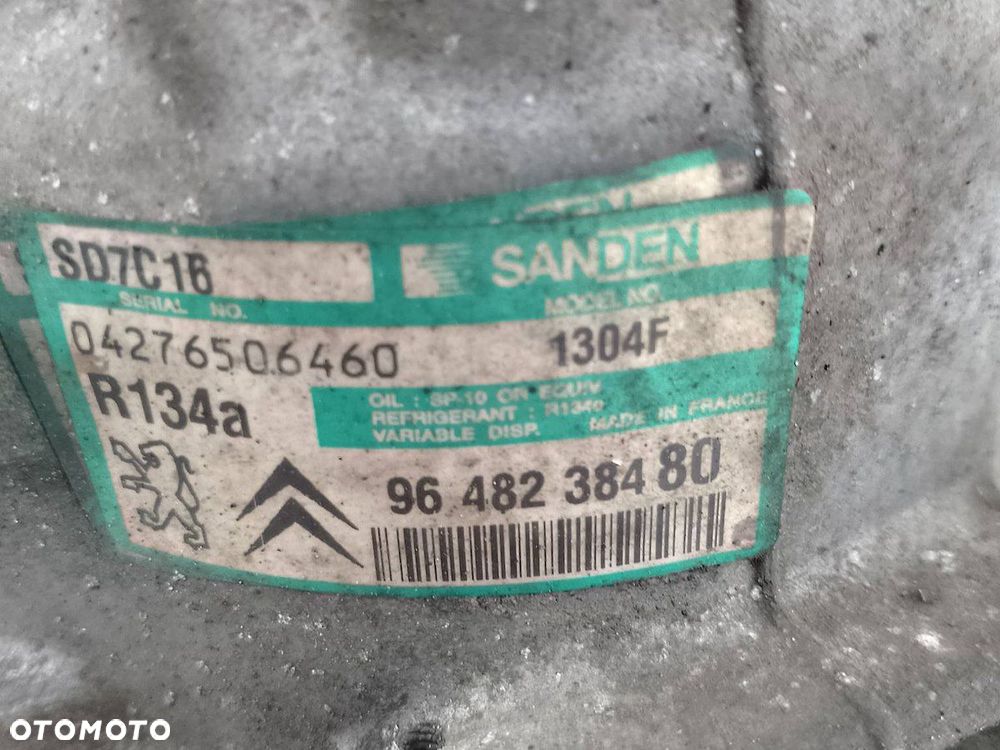 SD7C16
SANDEN
SERIAL NO.
MODEL NO.
04276506460
1304F
R134a
OIL : SP-10 OR EQUIV.
REFRIGERANT : R134a
VARIABLE DISP. MADE IN FRANCE
96 482 384 80
OTOMOTO